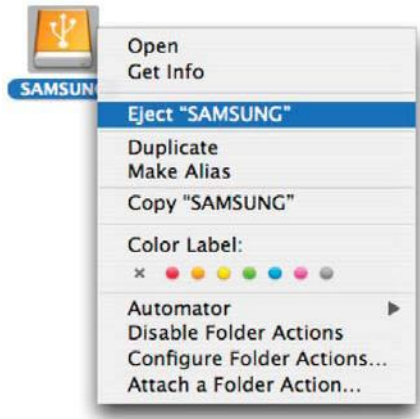 SAMSUNG
Open
Get Info
Eject "SAMSUNG"
Duplicate
Make Alias
Copy "SAMSUNG"
Color Label:
Automator
Disable Folder Actions
Configure Folder Actions...
Attach a Folder Action...